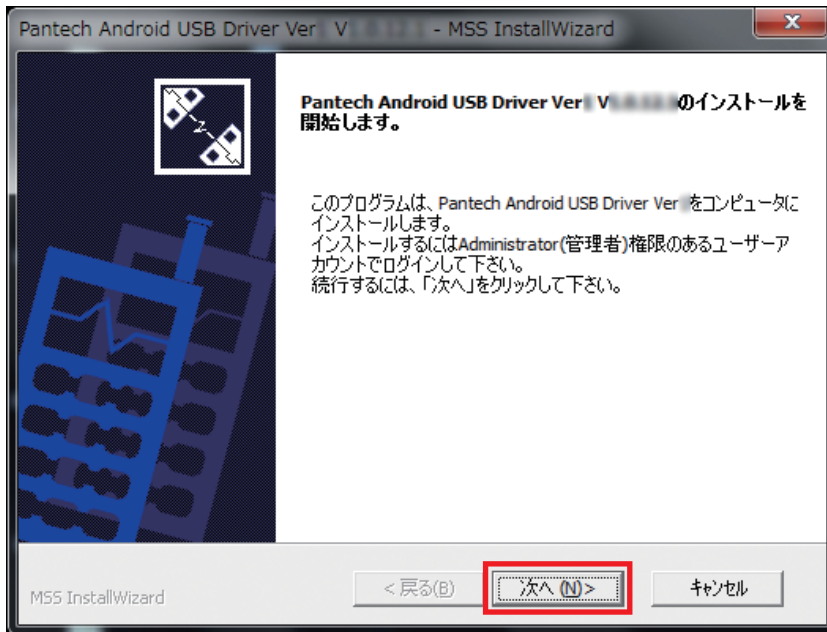 Pantech Android USB Driver Ver V - MSS InstallWizard
Pantech Android USB Driver Ver V のインストールを
開始します。
このプログラムは、Pantech Android USB Driver Ver をコンピュータに
インストールします。
インストールするにはAdministrator(管理者)権限のあるユーザーア
カウントでログインして下さい。
続行するには、「次へ」をクリックして下さい。
MSS InstallWizard
< 戻る(B)
次へ (N)>
キャンセル